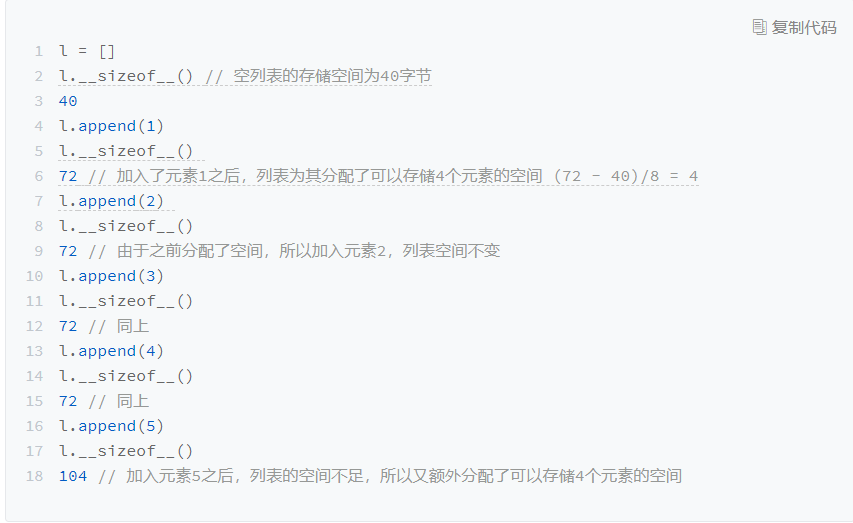 复制代码
1 l = []
2 l.__sizeof__() // 空列表的存储空间为40字节
3 40
4 l.append(1)
5 l.__sizeof__()
6 72 // 加入了元素1之后，列表为其分配了可以存储4个元素的空间 (72 - 40)/8 = 4
7 l.append(2)
8 l.__sizeof__()
9 72 // 由于之前分配了空间，所以加入元素2，列表空间不变
10 l.append(3)
11 l.__sizeof__()
12 72 // 同上
13 l.append(4)
14 l.__sizeof__()
15 72 // 同上
16 l.append(5)
17 l.__sizeof__()
18 104 // 加入元素5之后，列表的空间不足，所以又额外分配了可以存储4个元素的空间